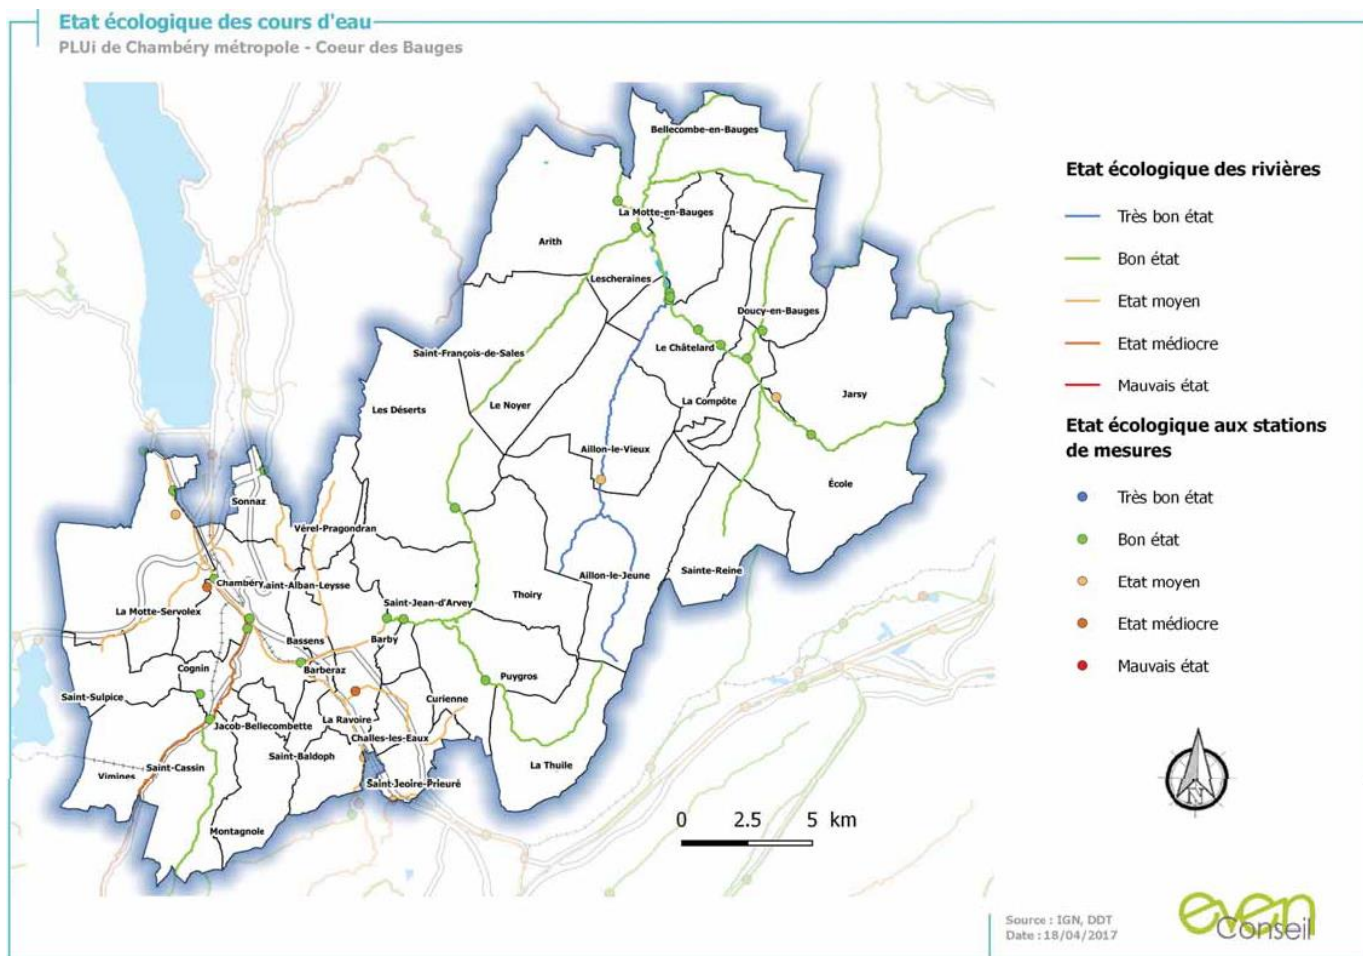 Etat écologique des cours d'eau
PLUi de Chambéry métropole - Coeur des Bauges
Bellecombe-en-Bauges
La Motte-en-Bauges
Arith
Lescheraines
Doucy-en-Bauges
Le Châtelard
Saint-François-de-Sales
Jarsy
Les Déserts
Le Noyer
La Compôte
Aillon-le-Vieux
École
Sonnaz
Vérel-Pragondran
Sainte-Reine
Aillon-le-Jeune
Chambéry
aint-Alban-Leysse
Thoiry
Saint-Jean-d'Arvey
La Motte-Servolex
Bassens
Barby
Cognin
Barberaz
Puygros
Saint-Sulpice
Curienne
La Ravoire
Jacob-Bellecombette
Challes-les-Eaux
Saint-Baldoph
La Thuile
Saint-Cassin
Vimines
Saint-Jeoire-Prieuré
Montagnole
0 2.5 5 km
Etat écologique des rivières
Très bon état
Bon état
Etat moyen
Etat médiocre
Mauvais état
Etat écologique aux stations
de mesures
Très bon état
Bon état
Etat moyen
Etat médiocre
Mauvais état
N
Source : IGN, DDT
Date : 18/04/2017
even
Conseil